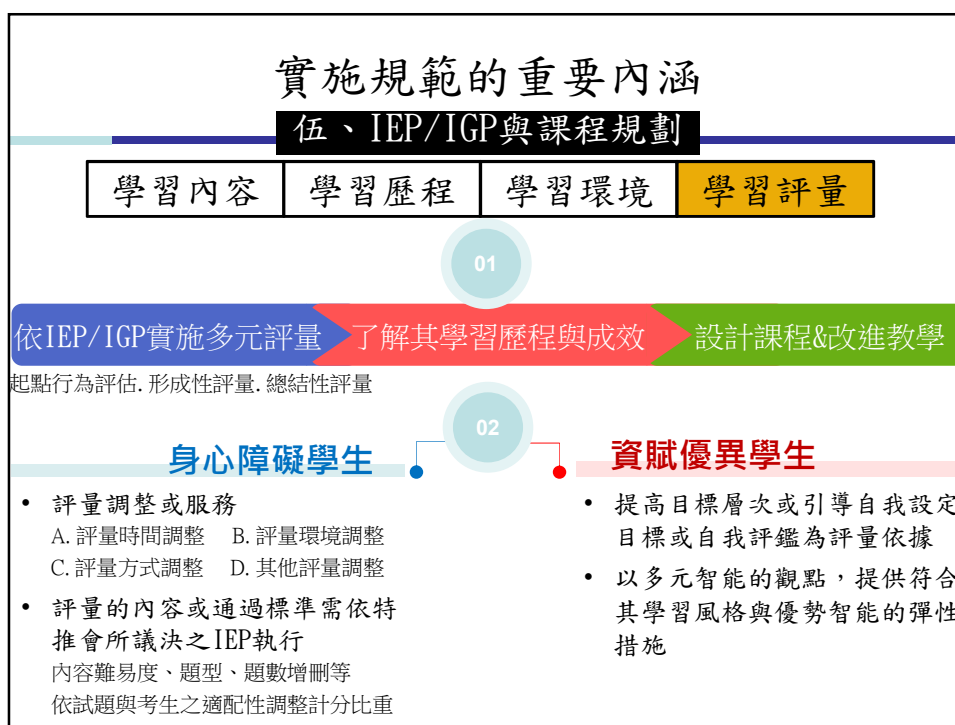 實施規範的重要內涵
伍、IEP/IGP與課程規劃
學習內容 學習歷程 學習環境 學習評量
01
依IEP/IGP實施多元評量 了解其學習歷程與成效 設計課程&改進教學
起點行為評估.形成性評量.總結性評量
02
身心障礙學生
• 評量調整或服務
A.評量時間調整 B.評量環境調整
C.評量方式調整 D.其他評量調整
• 評量的內容或通過標準需依特
推會所議決之IEP執行
內容難易度、題型、題數增刪等
依試題與考生之適配性調整計分比重
資賦優異學生
• 提高目標層次或引導自我設定
目標或自我評鑑為評量依據
• 以多元智能的觀點，提供符合
其學習風格與優勢智能的彈性
措施